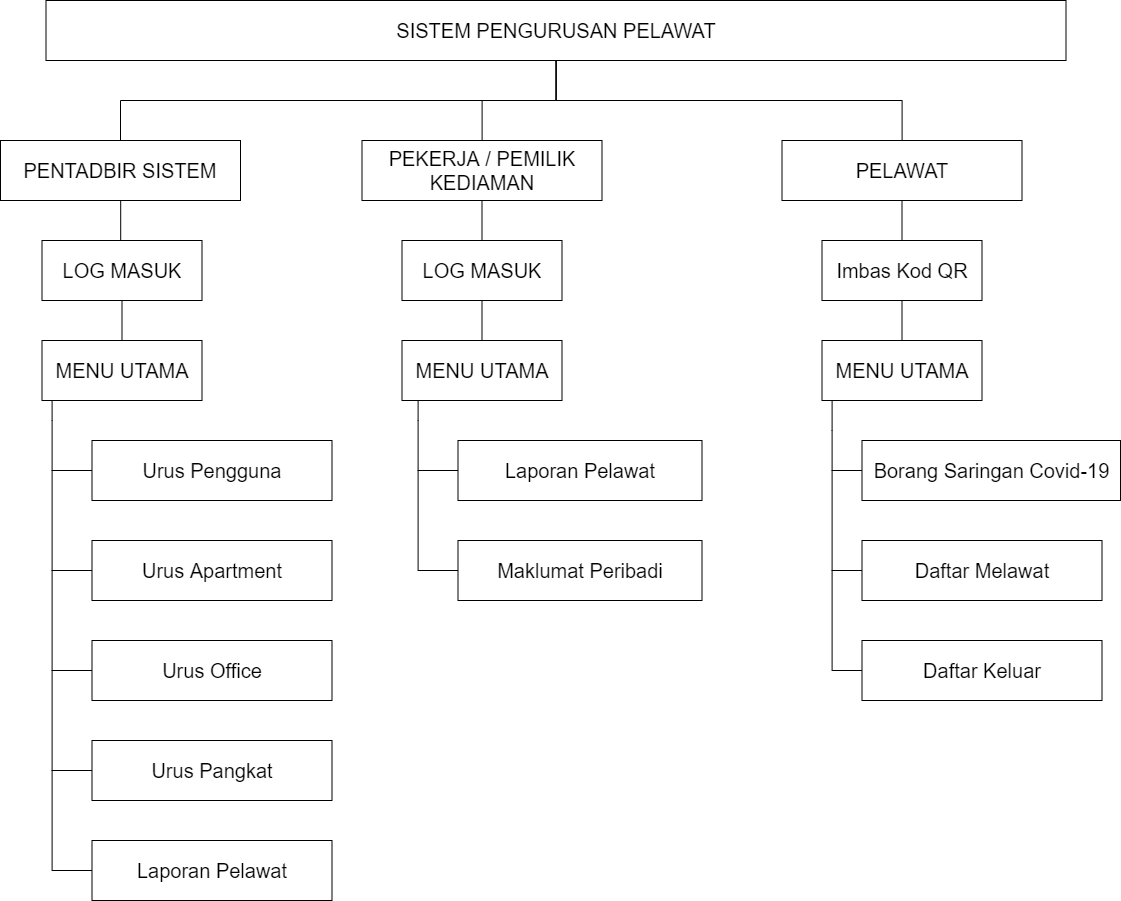 SISTEM PENGURUSAN PELAWAT
PENTADBIR SISTEM
LOG MASUK
MENU UTAMA
Urus Pengguna
Urus Apartment
Urus Office
Urus Pangkat
Laporan Pelawat
PEKERJA / PEMILIK
KEDIAMAN
LOG MASUK
MENU UTAMA
Laporan Pelawat
Maklumat Peribadi
PELAWAT
Imbas Kod QR
MENU UTAMA
Borang Saringan Covid-19
Daftar Melawat
Daftar Keluar